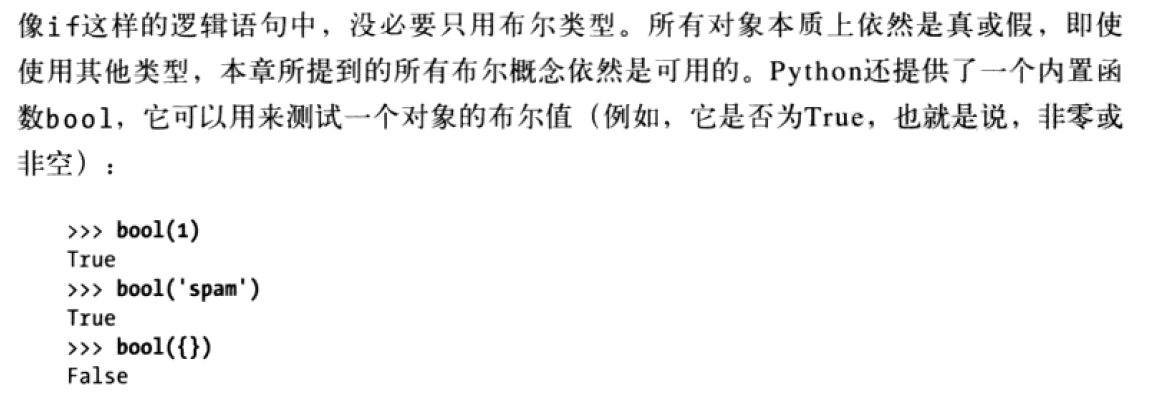 像if这样的逻辑语句中，没必要只用布尔类型。所有对象本质上依然是真或假，即使
使用其他类型，本章所提到的所有布尔概念依然是可用的。Python还提供了一个内置函
数bool，它可以用来测试一个对象的布尔值（例如，它是否为True，也就是说，非零或
非空）：
>>> bool(1)
True
>>> bool('spam')
True
>>> bool({})
False